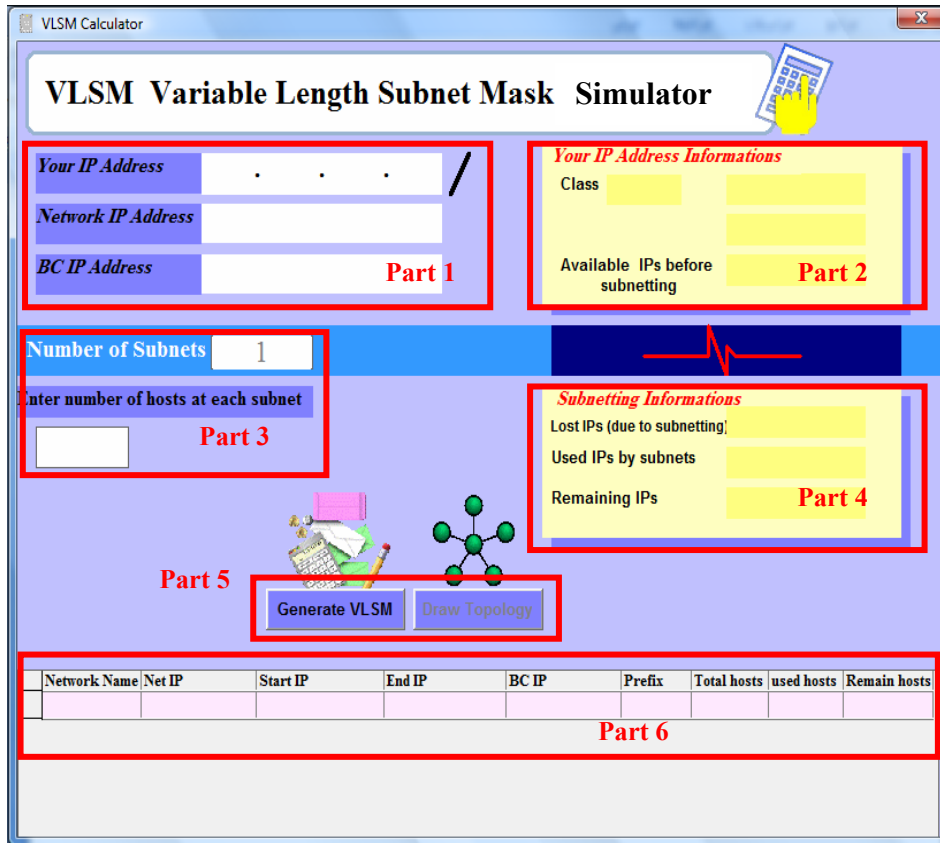 VLSM Calculator
VLSM Variable Length Subnet Mask Simulator
Your IP Address . . . /
Network IP Address
BC IP Address
Part 1
Your IP Address Informations
Class
Available IPs before
subnetting
Part 2
Number of Subnets 1
Enter number of hosts at each subnet
Part 3
Subnetting Informations
Lost IPs (due to subnetting)
Used IPs by subnets
Remaining IPs
Part 4
Part 5
Generate VLSM Draw Topology
Network Name Net IP Start IP End IP BC IP Prefix Total hosts used hosts Remain hosts
Part 6